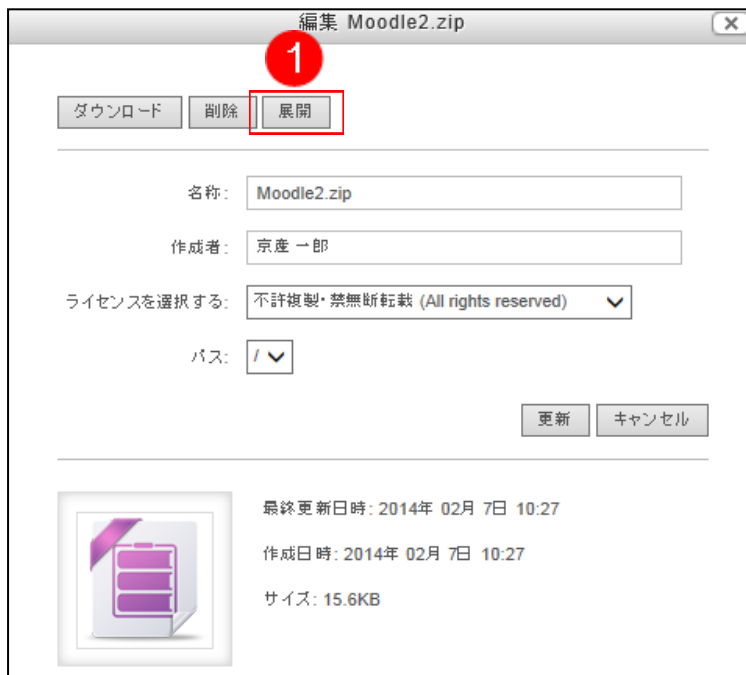 編集 Moodle2.zip
1
ダウンロード 削除 展開
名称: Moodle2.zip
作成者: 京産 一郎
ライセンスを選択する: 不許複製・禁無断転載 (All rights reserved)
パス: /
更新 キャンセル
最終更新日時: 2014年 02月 7日 10:27
作成日時: 2014年 02月 7日 10:27
サイズ: 15.6KB